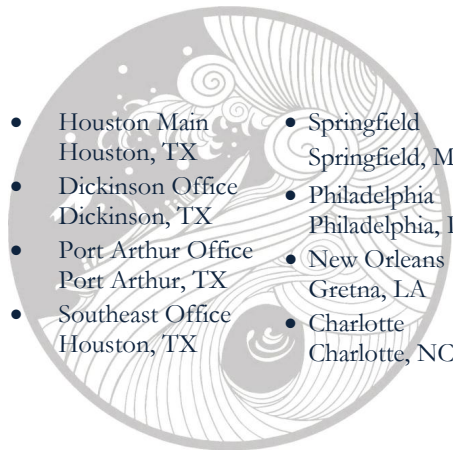 • Houston Main
Houston, TX
• Dickinson Office
Dickinson, TX
• Port Arthur Office
Port Arthur, TX
• Southeast Office
Houston, TX
• Springfield
Springfield,
• Philadelphia
Philadelphia,
• New Orleans
Gretna, LA
• Charlotte
Charlotte, NC